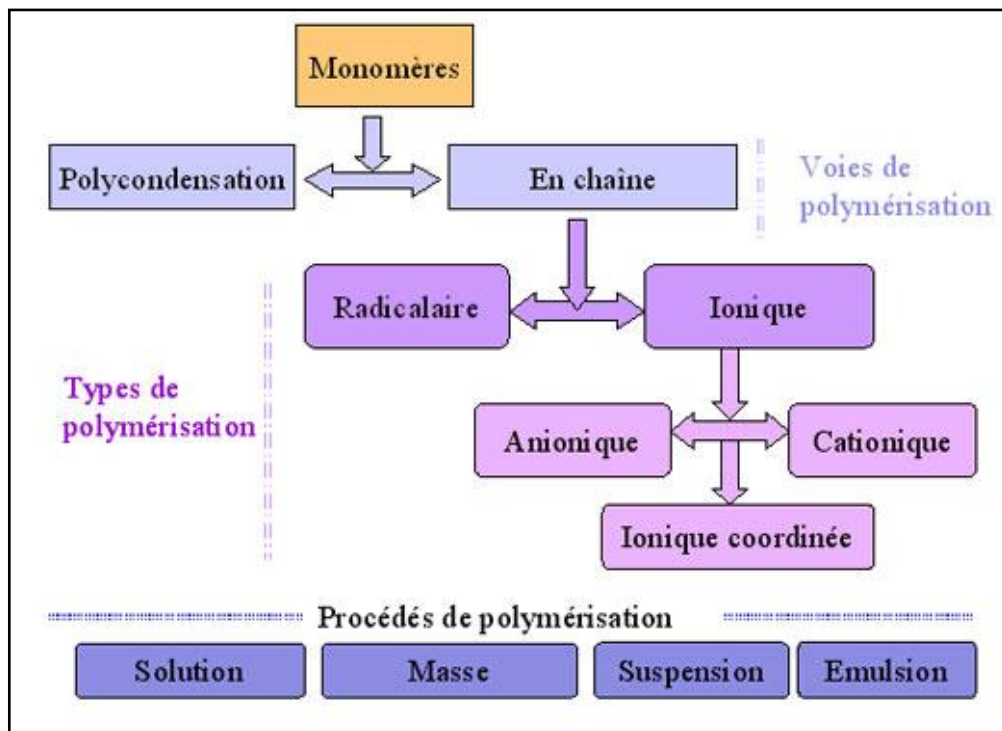 Monomères
Polycondensation
En chaîne
Voies de
polymérisation
Radicalaire
Ionique
Types de
polymérisation
Anionique
Cationique
Ionique coordinée
Procédés de polymérisation
Solution
Masse
Suspension
Emulsion